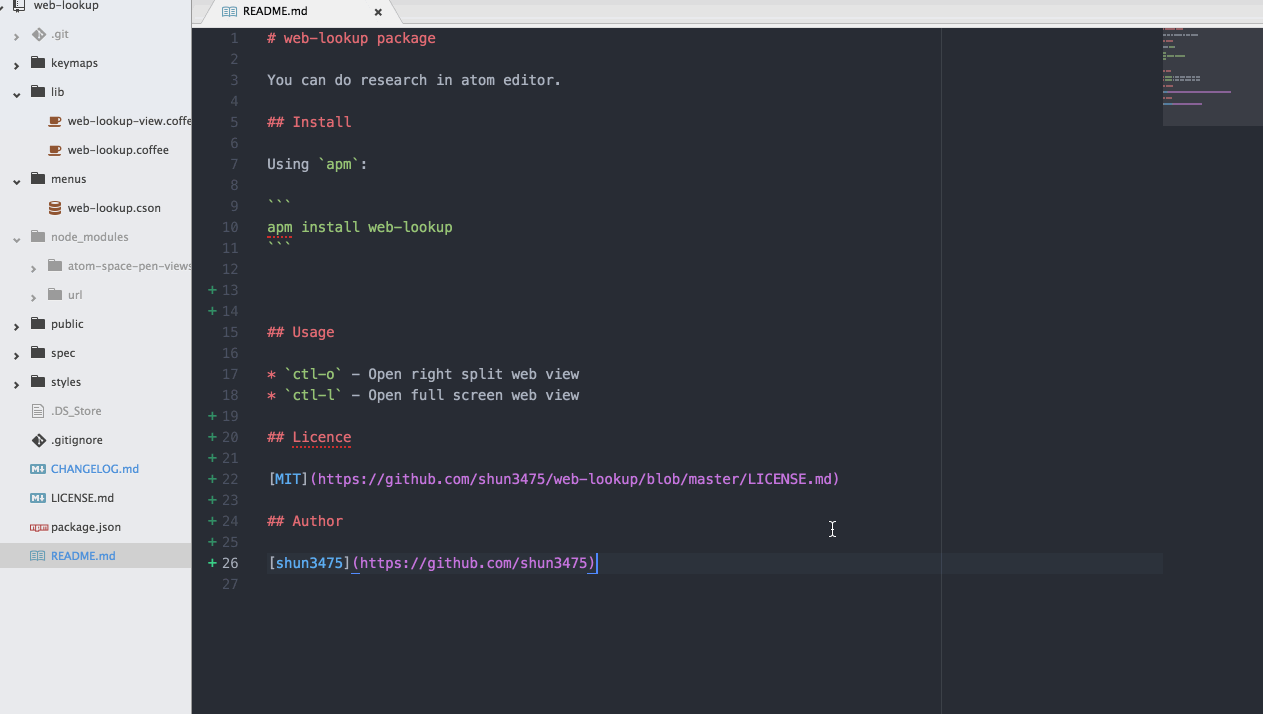 web-lookup
.git
keymaps
lib
web-lookup-view.coffe
web-lookup.coffee
menus
web-lookup.cson
node_modules
atom-space-pen-views
url
public
spec
styles
.DS_Store
.gitignore
CHANGELOG.md
LICENSE.md
package.json
README.md
README.md ×
1 # web-lookup package
2
3 You can do research in atom editor.
4
5 ## Install
6
7 Using `apm`:
8
9 ```
10 apm install web-lookup
11 ```
12
+ 13
+ 14
15 ## Usage
16
17 * `ctl-o` - Open right split web view
18 * `ctl-l` - Open full screen web view
+ 19
+ 20 ## Licence
+ 21
+ 22 [MIT](https://github.com/shun3475/web-lookup/blob/master/LICENSE.md)
+ 23
+ 24 ## Author
+ 25
+ 26 [shun3475](https://github.com/shun3475)
27